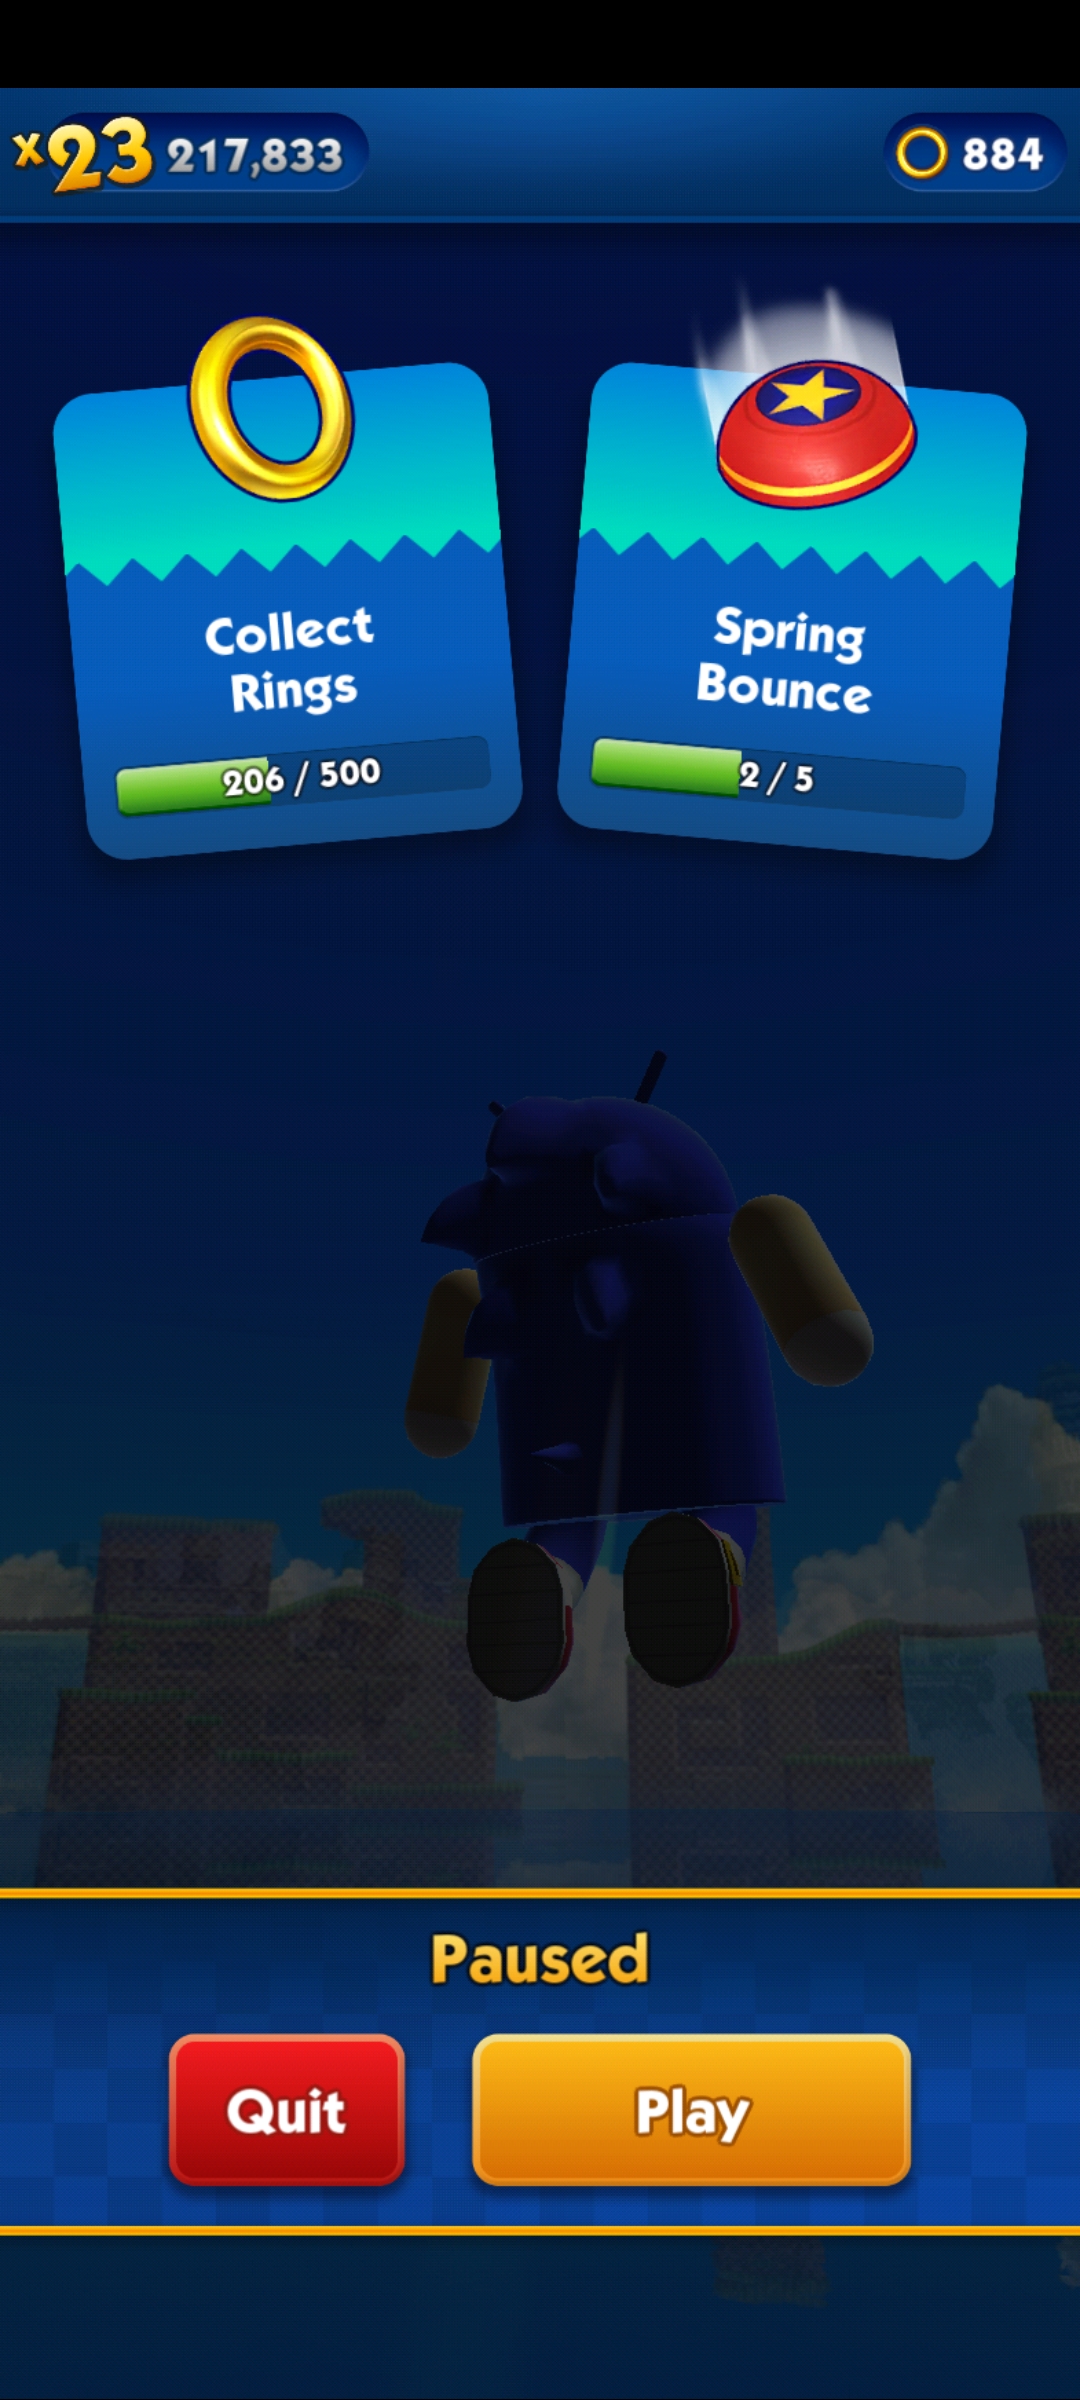 x23 217,833
884
Collect
Rings
206 / 500
Spring
Bounce
2 / 5
Paused
Quit
Play